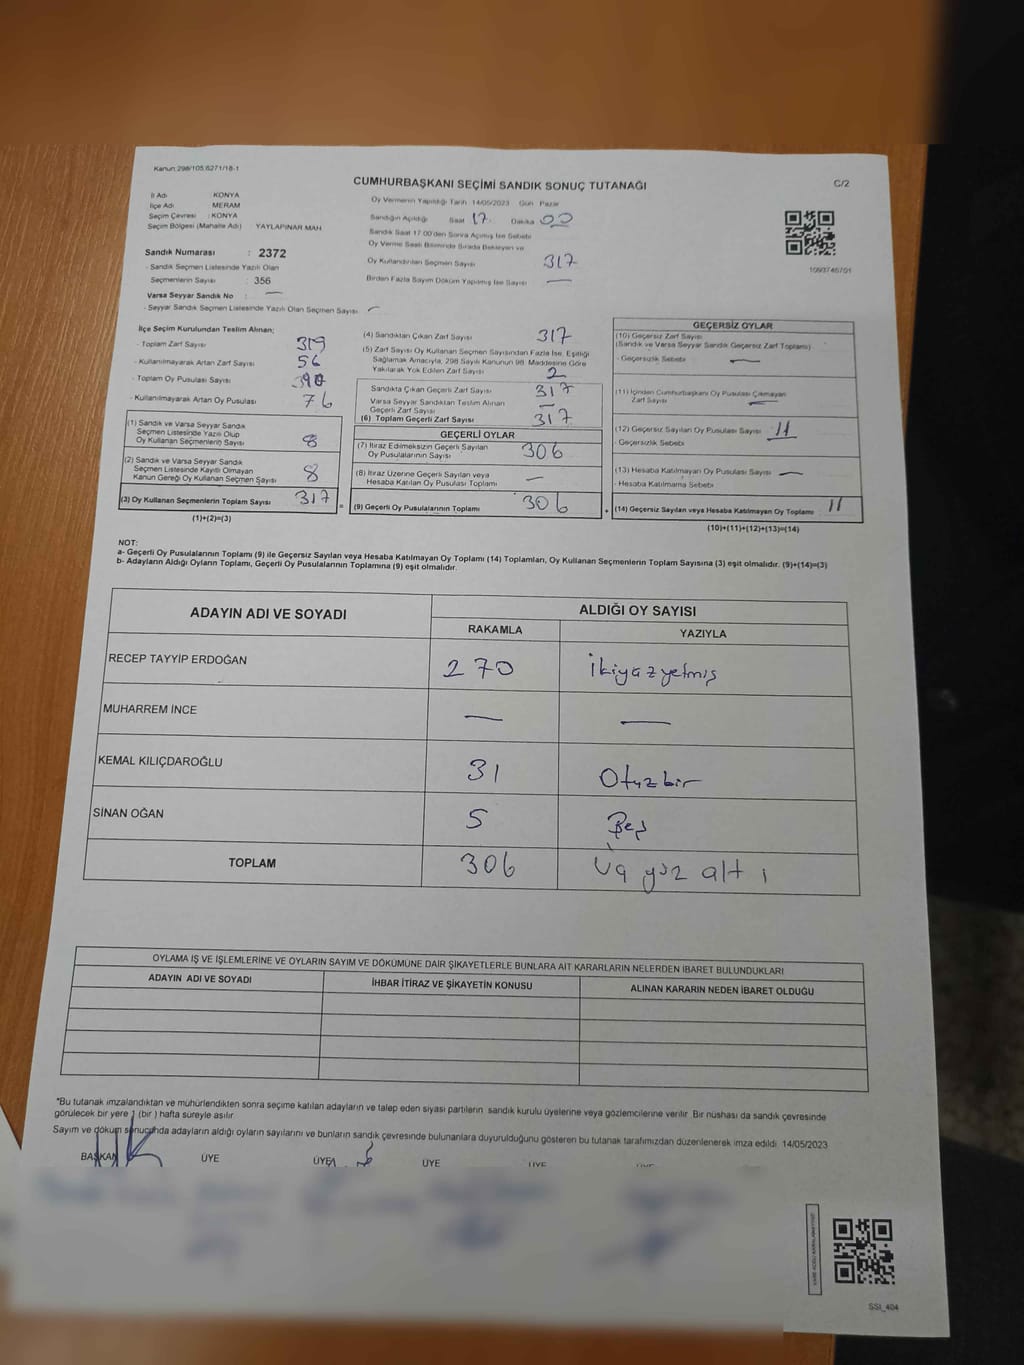 Kanun:298/105,6271/18-1
CUMHURBAŞKANI SEÇİMİ SANDIK SONUÇ TUTANAĞI
C/2
İl Adı KONYA
İlçe Adı MERAM
Seçim Çevresi : KONYA
Seçim Bölgesi (Mahalle Adı) YAYLAPINAR MAH.
Sandık Numarası : 2372
- Sandık Seçmen Listesinde Yazılı Olan
Seçmenlerin Sayısı : 356
Varsa Seyyar Sandık No : —
- Seyyar Sandık Seçmen Listesinde Yazılı Olan Seçmen Sayısı: —
Oy Vermenin Yapıldığı Tarih 14/05/2023 Gün Pazar
Sandığın Açıldığı Saat 17 Dakika 00
Sandık Saat 17.00'den Sonra Açılmış İse Sebebi
Oy Verme Saati Bitiminde Sırada Bekleyen ve
Oy Kullandırılan Seçmen Sayısı 317
Birden Fazla Sayım Döküm Yapılmış İse Sayısı —
1093746701
İlçe Seçim Kurulundan Teslim Alınan;
- Toplam Zarf Sayısı
- Kullanılmayarak Artan Zarf Sayısı 56
- Toplam Oy Pusulası Sayısı
- Kullanılmayarak Artan Oy Pusulası 76
(1) Sandık ve Varsa Seyyar Sandık
Seçmen Listesinde Yazılı Olup
Oy Kullanan Seçmenlerin Sayısı 8
(2) Sandık ve Varsa Seyyar Sandık
Seçmen Listesinde Kayıtlı Olmayan
Kanun Gereği Oy Kullanan Seçmen Sayısı 8
(3) Oy Kullanan Seçmenlerin Toplam Sayısı 317
(1)+(2)=(3)
(4) Sandıktan Çıkan Zarf Sayısı 317
(5) Zarf Sayısı Oy Kullanan Seçmen Sayısından Fazla İse, Eşitliği
Sağlamak Amacıyla, 298 Sayılı Kanunun 98. Maddesine Göre
Yakılarak Yok Edilen Zarf Sayısı 2
Sandıkta Çıkan Geçerli Zarf Sayısı 317
Varsa Seyyar Sandıktan Teslim Alınan
Geçerli Zarf Sayısı —
(6) Toplam Geçerli Zarf Sayısı 317
GEÇERLİ OYLAR
(7) İtiraz Edilmeksizin Geçerli Sayılan
Oy Pusulalarının Sayısı 306
(8) İtiraz Üzerine Geçerli Sayılan veya
Hesaba Katılan Oy Pusulası Toplamı —
= (9) Geçerli Oy Pusulalarının Toplamı 306
GEÇERSİZ OYLAR
(10) Geçersiz Zarf Sayısı
(Sandık ve Varsa Seyyar Sandık Geçersiz Zarf Toplamı)
- Geçersizlik Sebebi —
(11) İçinden Cumhurbaşkanı Oy Pusulası Çıkmayan
Zarf Sayısı —
(12) Geçersiz Sayılan Oy Pusulası Sayısı 11
- Geçersizlik Sebebi
(13) Hesaba Katılmayan Oy Pusulası Sayısı —
- Hesaba Katılmama Sebebi
+ (14) Geçersiz Sayılan veya Hesaba Katılmayan Oy Toplamı 11
(10)+(11)+(12)+(13)=(14)
NOT:
a- Geçerli Oy Pusulalarının Toplamı (9) ile Geçersiz Sayılan veya Hesaba Katılmayan Oy Toplamı (14) Toplamları, Oy Kullanan Seçmenlerin Toplam Sayısına (3) eşit olmalıdır. (9)+(14)=(3)
b- Adayların Aldığı Oyların Toplamı, Geçerli Oy Pusulalarının Toplamına (9) eşit olmalıdır.
ADAYIN ADI VE SOYADI ALDIĞI OY SAYISI
RAKAMLA YAZIYLA
RECEP TAYYİP ERDOĞAN 270 İkiyüzyetmiş
MUHARREM İNCE — —
KEMAL KILIÇDAROĞLU 31 Otuzbir
SİNAN OĞAN 5 Beş
TOPLAM 306 Üç yüz altı
OYLAMA İŞ VE İŞLEMLERİNE VE OYLARIN SAYIM VE DÖKÜMÜNE DAİR ŞİKAYETLERLE BUNLARA AİT KARARLARIN NELERDEN İBARET BULUNDUKLARI
ADAYIN ADI VE SOYADI İHBAR İTİRAZ VE ŞİKAYETİN KONUSU ALINAN KARARIN NEDEN İBARET OLDUĞU
*Bu tutanak imzalandıktan ve mühürlendikten sonra seçime katılan adayların ve talep eden siyasi partilerin sandık kurulu üyelerine veya gözlemcilerine verilir. Bir nüshası da sandık çevresinde
görülecek bir yere 1 (bir) hafta süreyle asılır.
Sayım ve döküm sonucunda adayların aldığı oyların sayılarını ve bunların sandık çevresinde bulunanlara duyurulduğunu gösteren bu tutanak tarafımızdan düzenlenerek imza edildi. 14/05/2023
BAŞKAN ÜYE ÜYE ÜYE ÜYE ÜYE
SSI_404